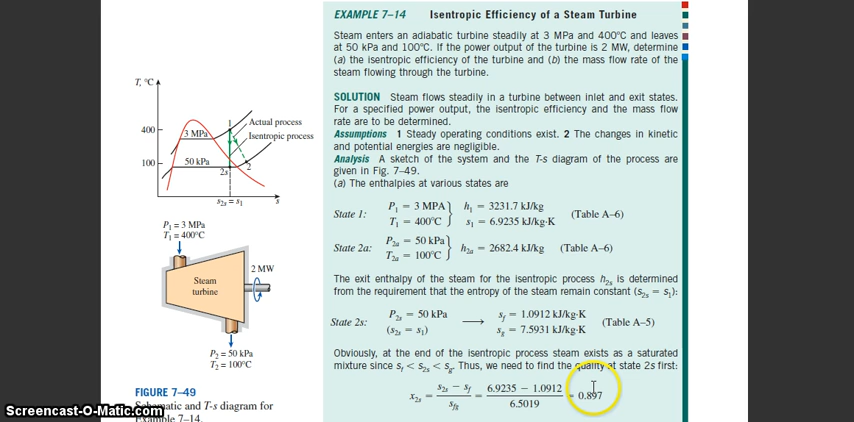 EXAMPLE 7–14 Isentropic Efficiency of a Steam Turbine
Steam enters an adiabatic turbine steadily at 3 MPa and 400°C and leaves
at 50 kPa and 100°C. If the power output of the turbine is 2 MW, determine
(a) the isentropic efficiency of the turbine and (b) the mass flow rate of the
steam flowing through the turbine.
SOLUTION Steam flows steadily in a turbine between inlet and exit states.
For a specified power output, the isentropic efficiency and the mass flow
rate are to be determined.
Assumptions 1 Steady operating conditions exist. 2 The changes in kinetic
and potential energies are negligible.
Analysis A sketch of the system and the T-s diagram of the process are
given in Fig. 7–49.
(a) The enthalpies at various states are
State 1: P₁ = 3 MPA } h₁ = 3231.7 kJ/kg
T₁ = 400°C } s₁ = 6.9235 kJ/kg·K (Table A–6)
State 2a: P₂ₐ = 50 kPa } h₂ₐ = 2682.4 kJ/kg (Table A–6)
T₂ₐ = 100°C }
The exit enthalpy of the steam for the isentropic process h₂ₛ is determined
from the requirement that the entropy of the steam remain constant (s₂ₛ = s₁):
State 2s: P₂ₛ = 50 kPa → s_f = 1.0912 kJ/kg·K
(s₂ₛ = s₁) s_g = 7.5931 kJ/kg·K (Table A–5)
Obviously, at the end of the isentropic process steam exists as a saturated
mixture since s_f < s₂ₛ < s_g. Thus, we need to find the quality at state 2s first:
x₂ₛ = (s₂ₛ − s_f) / s_fg = (6.9235 − 1.0912) / 6.5019 = 0.897
T, °C
400
100
3 MPa
50 kPa
Actual process
Isentropic process
2s
2
s₂ₛ = s₁
s
P₁ = 3 MPa
T₁ = 400°C
Steam
turbine
2 MW
P₂ = 50 kPa
T₂ = 100°C
FIGURE 7–49
Schematic and T-s diagram for
Example 7–14.
Screencast-O-Matic.com